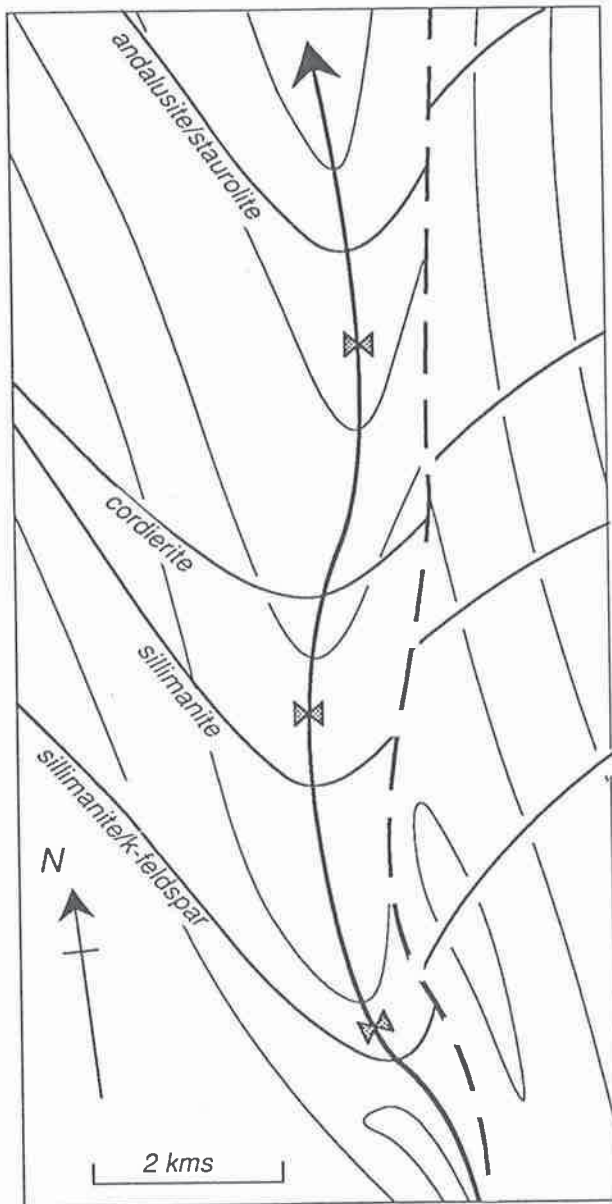 andalusite/staurolite
cordierite
sillimanite
sillimanite/k-feldspar
N
2 kms